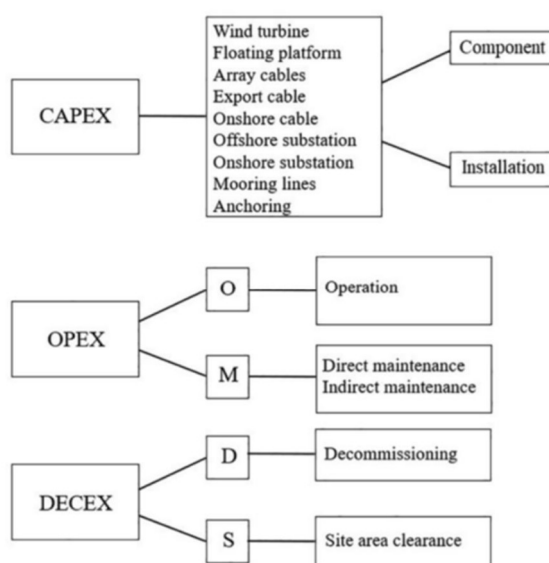 CAPEX
Wind turbine
Floating platform
Array cables
Export cable
Onshore cable
Offshore substation
Onshore substation
Mooring lines
Anchoring
Component
Installation
OPEX
O
Operation
M
Direct maintenance
Indirect maintenance
DECEX
D
Decommissioning
S
Site area clearance